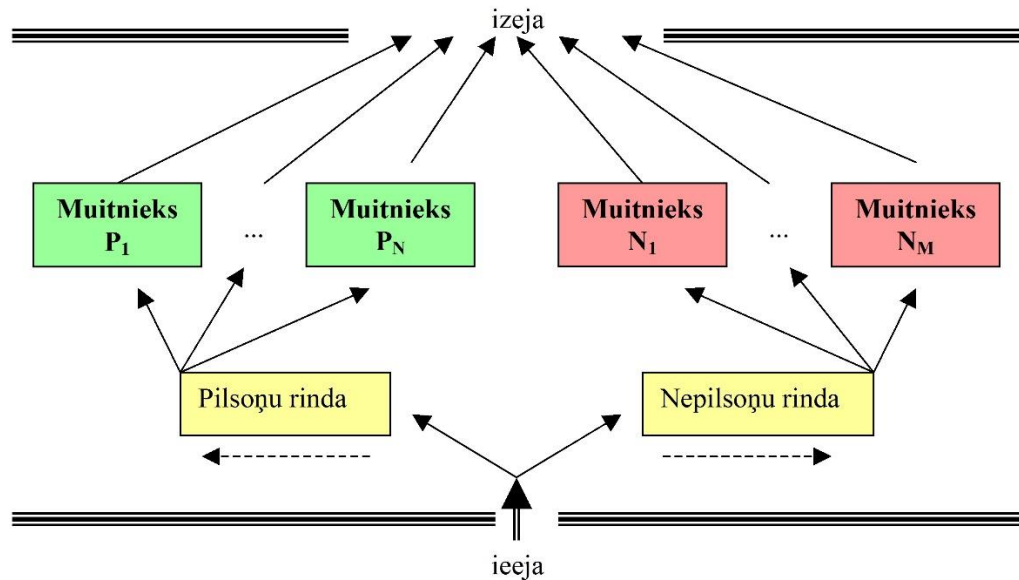 izeja
Muitnieks
P₁
...
Muitnieks
Pₙ
Muitnieks
N₁
...
Muitnieks
Nₘ
Pilsoņu rinda
Nepilsoņu rinda
ieeja